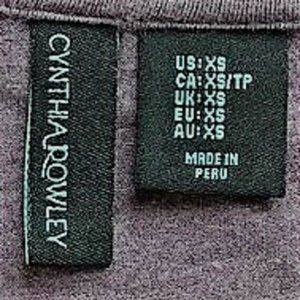 CYNTHIA ROWLEY
US: XS
CA: XS/TP
UK: XS
EU: XS
AU: XS
MADE IN
PERU